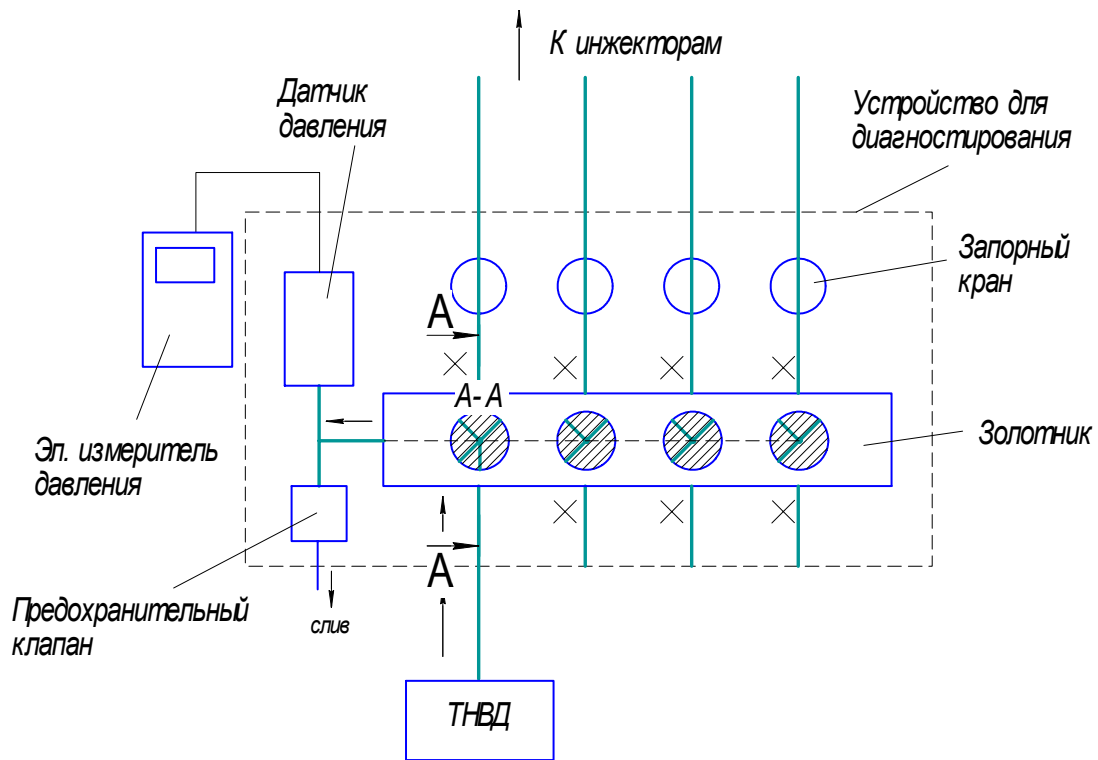 К инжекторам
Датчик
давления
Устройство для
диагностирования
Запорный
кран
А
А-А
Золотник
Эл. измеритель
давления
А
Предохранительный
клапан
слив
ТНВД